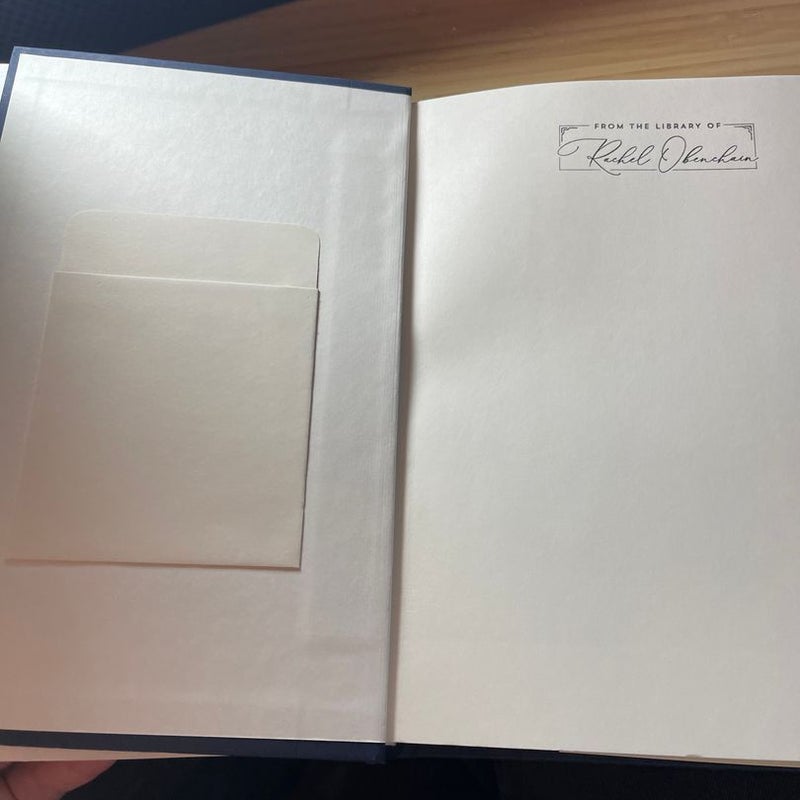 FROM THE LIBRARY OF
Rachel Obenchain